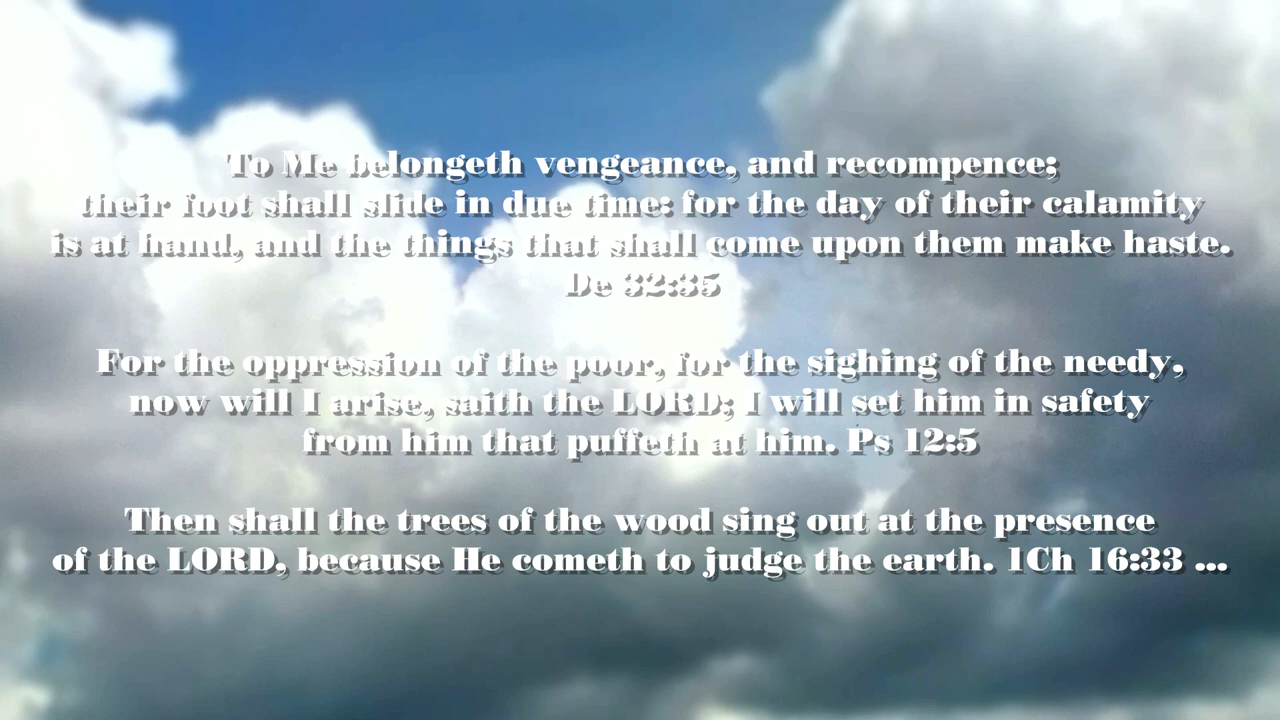 To Me belongeth vengeance, and recompence;
their foot shall slide in due time: for the day of their calamity
is at hand, and the things that shall come upon them make haste.
De 32:35
For the oppression of the poor, for the sighing of the needy,
now will I arise, saith the LORD; I will set him in safety
from him that puffeth at him. Ps 12:5
Then shall the trees of the wood sing out at the presence
of the LORD, because He cometh to judge the earth. 1Ch 16:33 ...